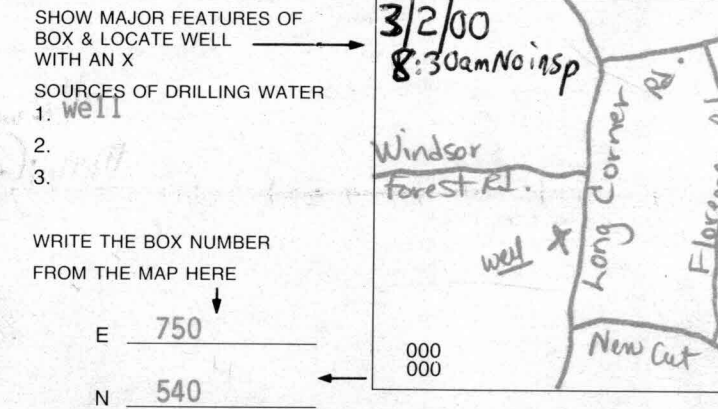 SHOW MAJOR FEATURES OF
BOX & LOCATE WELL
WITH AN X
SOURCES OF DRILLING WATER
1. well
2.
3.
WRITE THE BOX NUMBER
FROM THE MAP HERE
E 750
N 540
3/2/00
8:30am No insp
Windsor
Forest Rd.
well
Long Corner
Rd.
New Cut
000
000